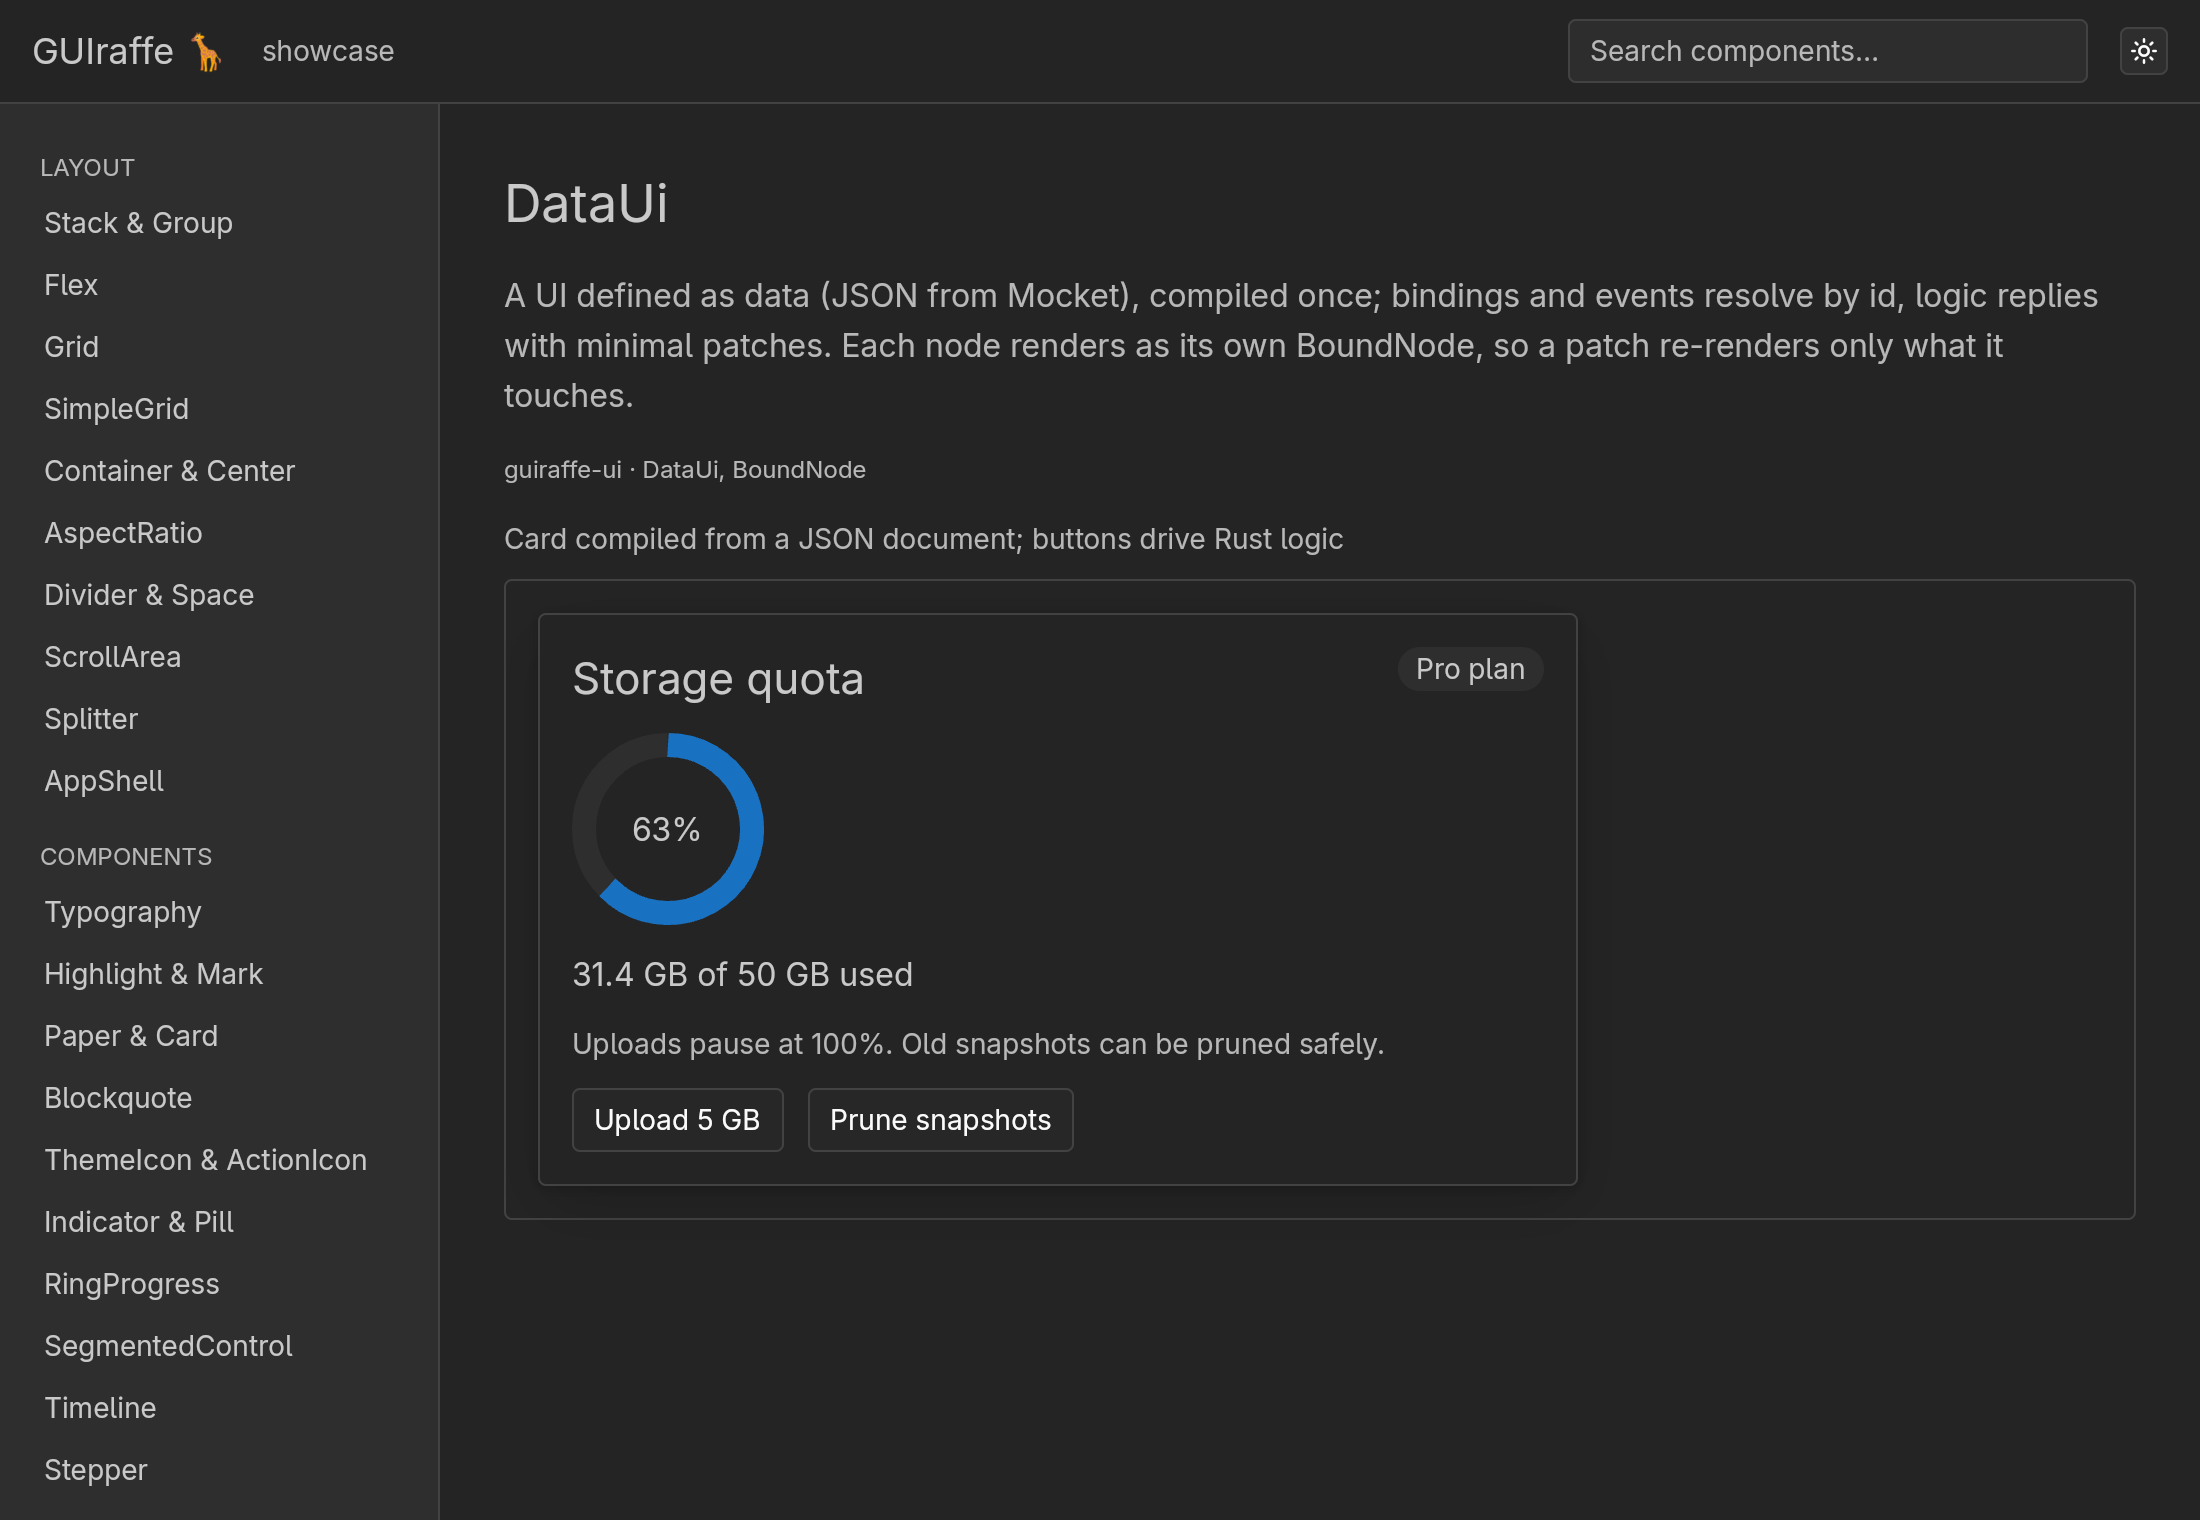 GUIraffe 🦒 showcase
Search components...
LAYOUT
Stack & Group
Flex
Grid
SimpleGrid
Container & Center
AspectRatio
Divider & Space
ScrollArea
Splitter
AppShell
COMPONENTS
Typography
Highlight & Mark
Paper & Card
Blockquote
ThemeIcon & ActionIcon
Indicator & Pill
RingProgress
SegmentedControl
Timeline
Stepper
DataUi
A UI defined as data (JSON from Mocket), compiled once; bindings and events resolve by id, logic replies
with minimal patches. Each node renders as its own BoundNode, so a patch re-renders only what it
touches.
guiraffe-ui · DataUi, BoundNode
Card compiled from a JSON document; buttons drive Rust logic
Storage quota
Pro plan
63%
31.4 GB of 50 GB used
Uploads pause at 100%. Old snapshots can be pruned safely.
Upload 5 GB
Prune snapshots